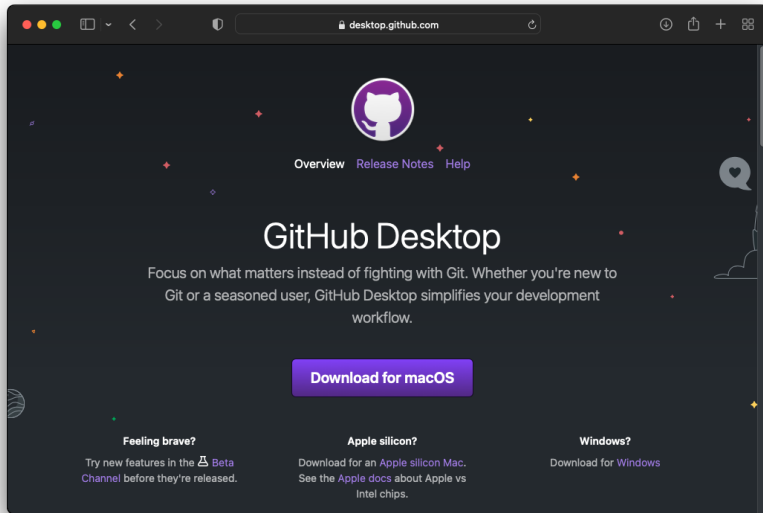 desktop.github.com
Overview Release Notes Help
GitHub Desktop
Focus on what matters instead of fighting with Git. Whether you're new to
Git or a seasoned user, GitHub Desktop simplifies your development
workflow.
Download for macOS
Feeling brave?
Try new features in the Beta
Channel before they're released.
Apple silicon?
Download for an Apple silicon Mac.
See the Apple docs about Apple vs
Intel chips.
Windows?
Download for Windows